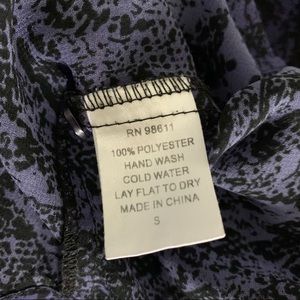 RN 98611
100% POLYESTER
HAND WASH
COLD WATER
LAY FLAT TO DRY
MADE IN CHINA
S